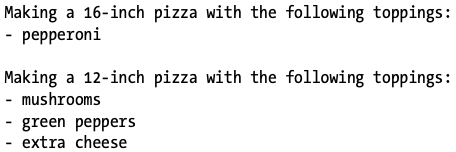 Making a 16-inch pizza with the following toppings:
- pepperoni

Making a 12-inch pizza with the following toppings:
- mushrooms
- green peppers
- extra cheese